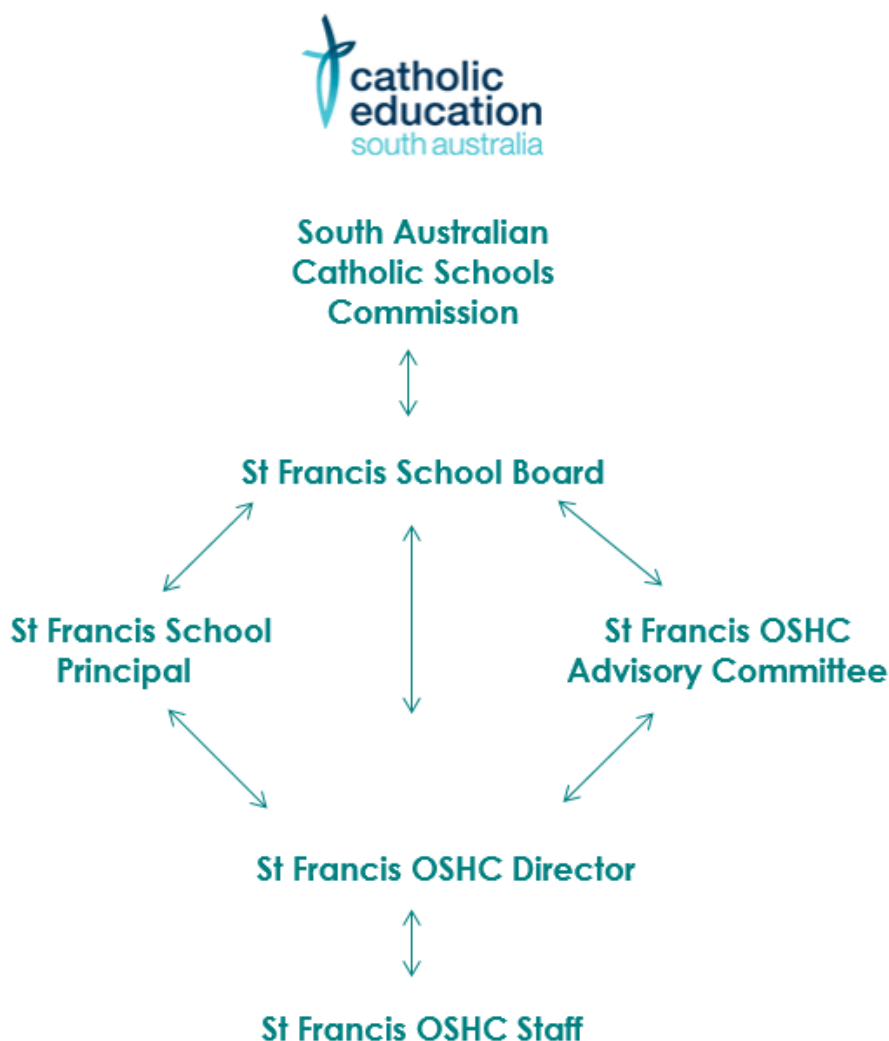 catholic
education
south australia
South Australian
Catholic Schools
Commission
St Francis School Board
St Francis School
Principal
St Francis OSHC
Advisory Committee
St Francis OSHC Director
St Francis OSHC Staff